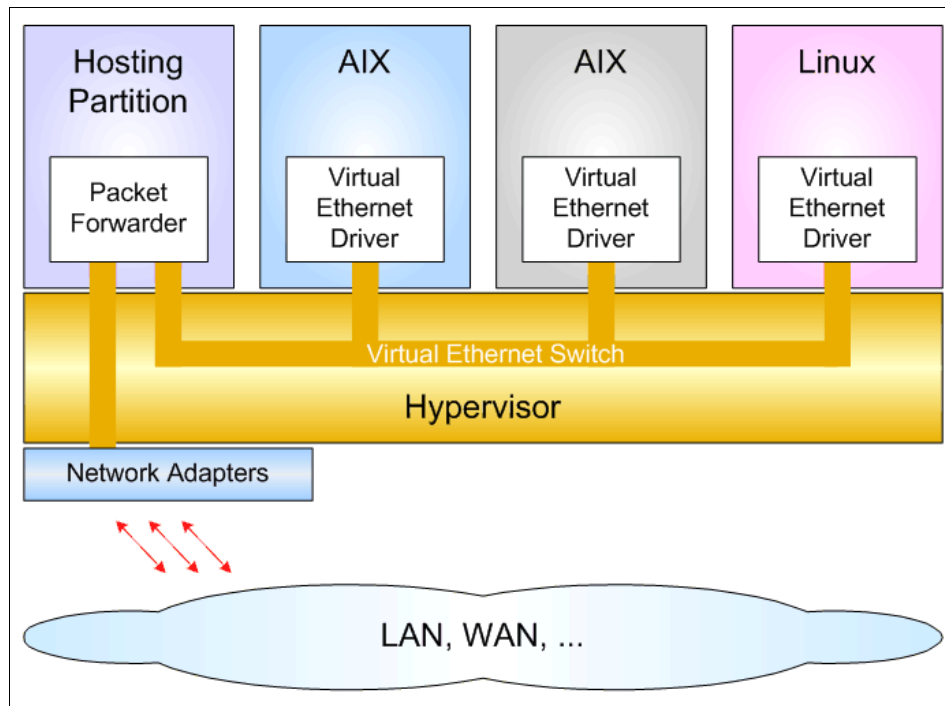 Hosting
Partition
AIX
AIX
Linux
Packet
Forwarder
Virtual
Ethernet
Driver
Virtual
Ethernet
Driver
Virtual
Ethernet
Driver
Virtual Ethernet Switch
Hypervisor
Network Adapters
LAN, WAN, ...